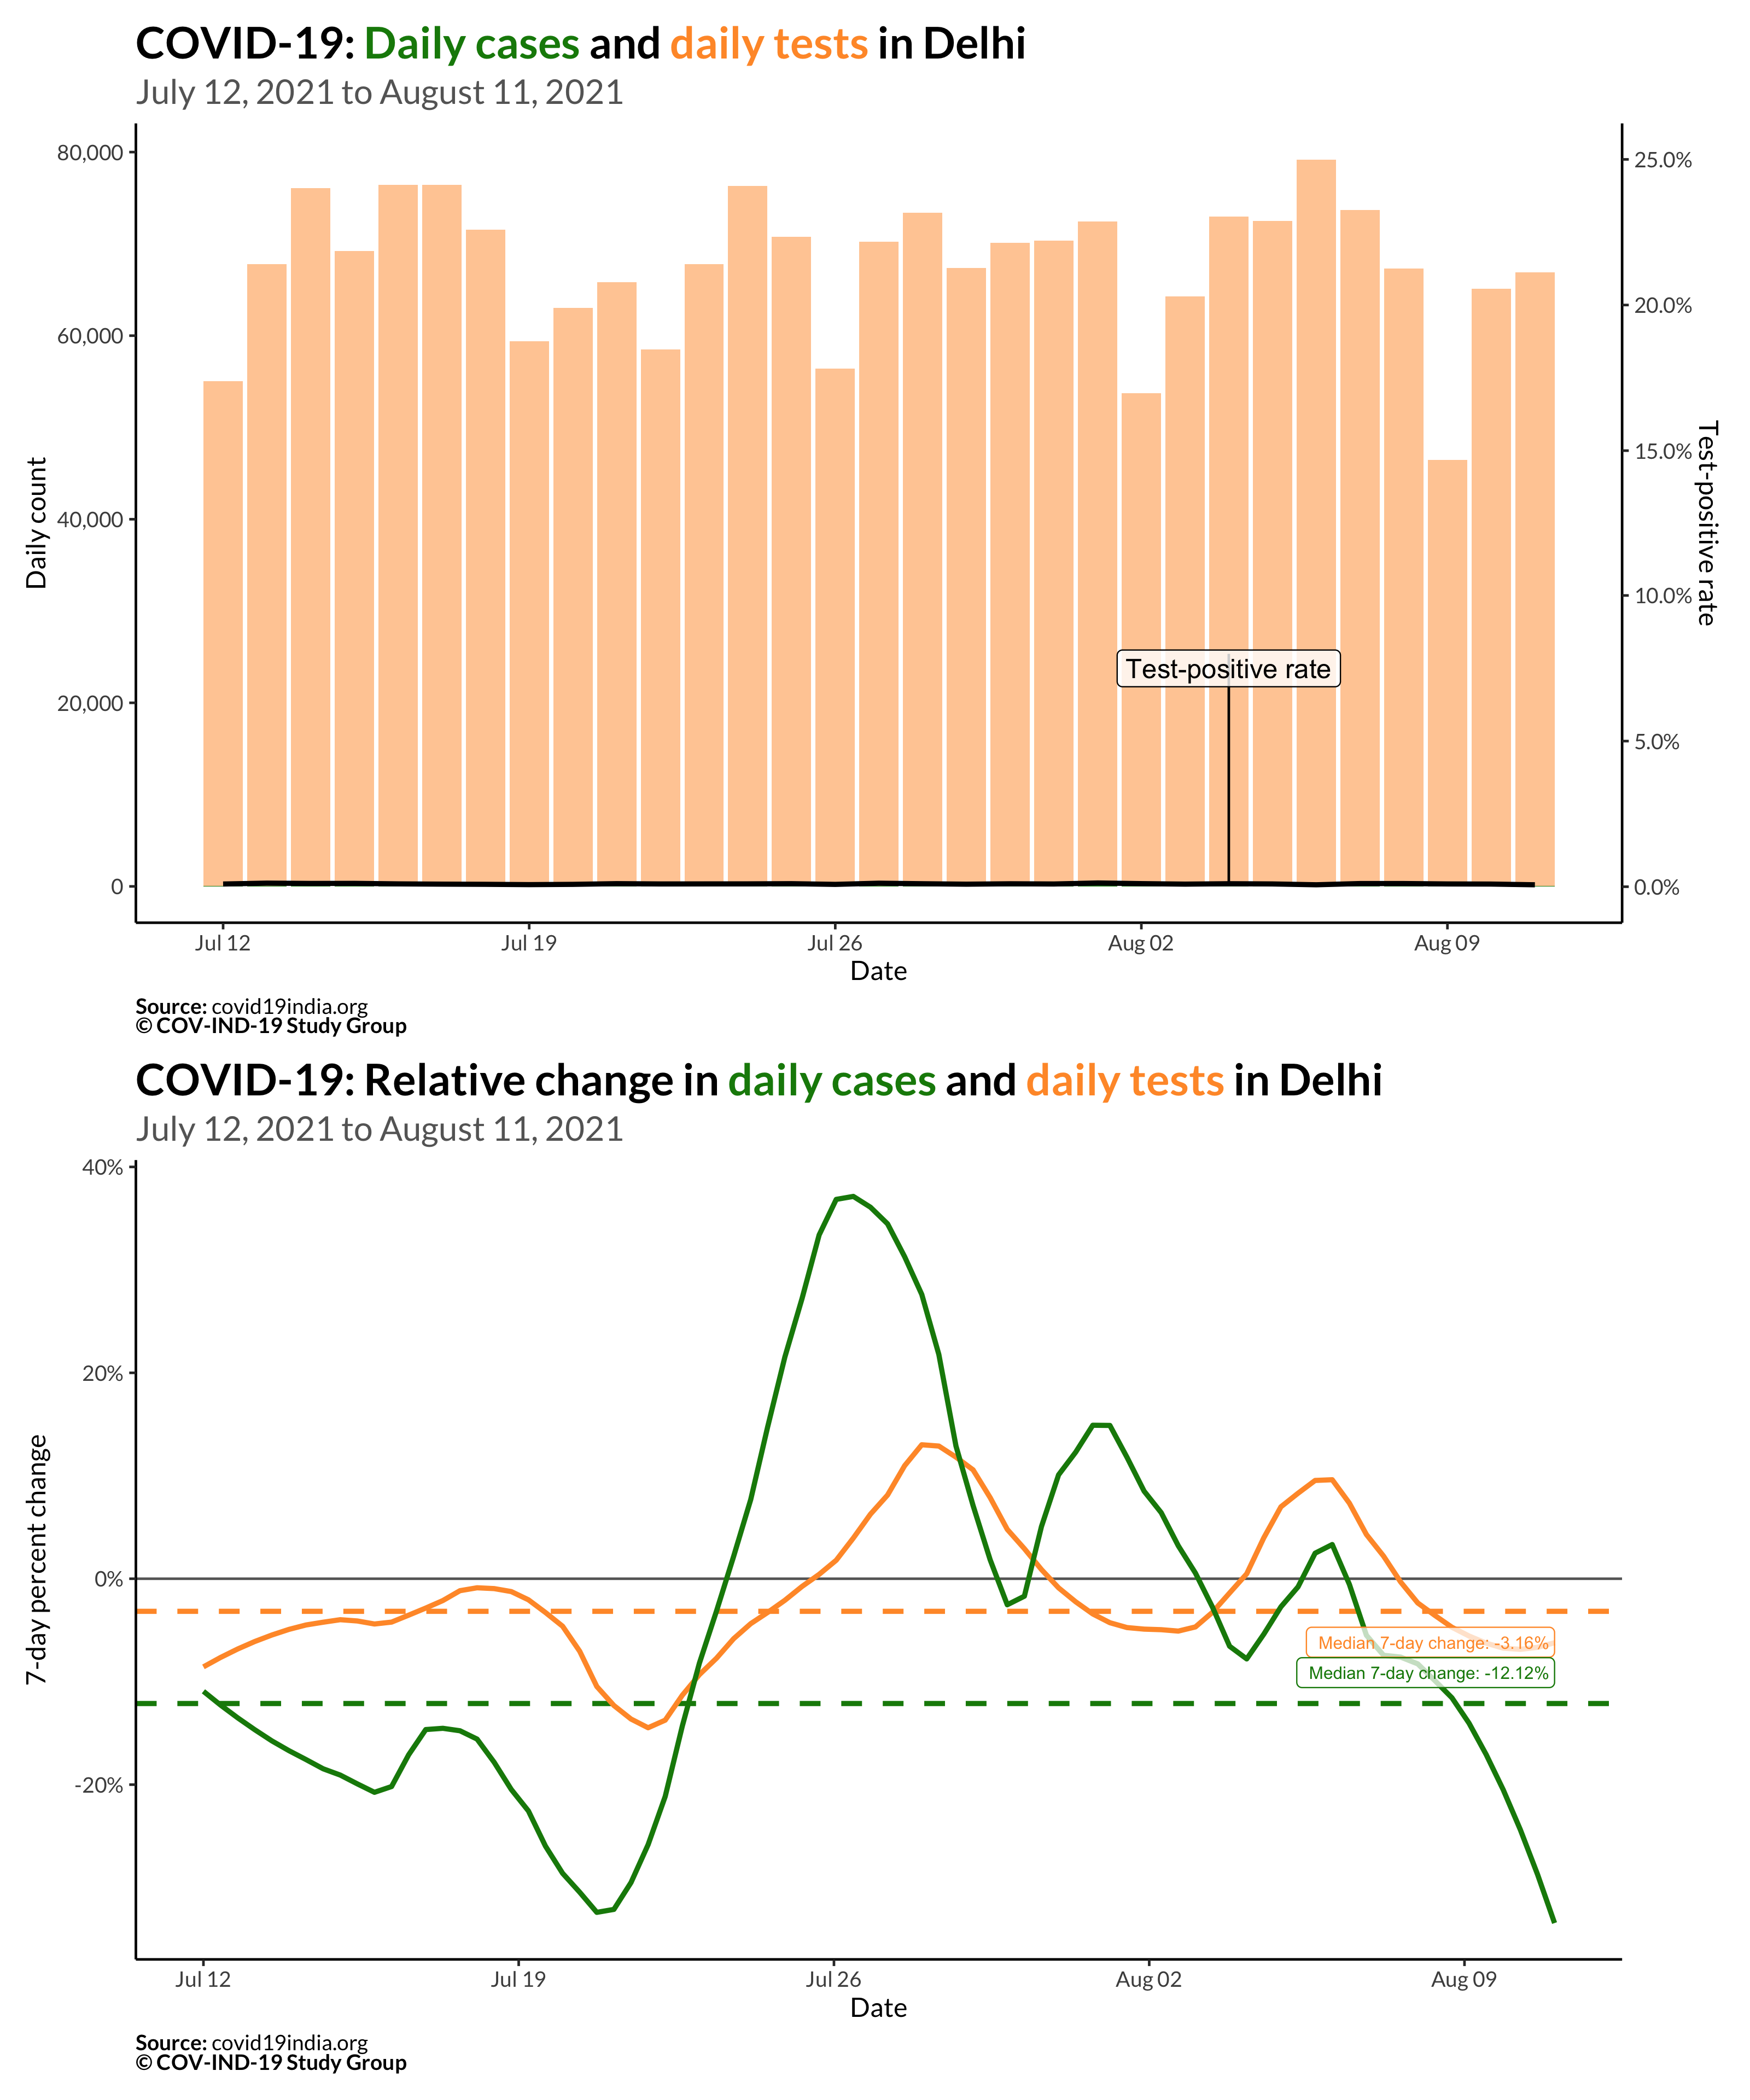 COVID-19: Daily cases and daily tests in Delhi
July 12, 2021 to August 11, 2021
80,000
60,000
40,000
20,000
0
Daily count
25.0%
20.0%
15.0%
10.0%
5.0%
0.0%
Test-positive rate
Test-positive rate
Jul 12 Jul 19 Jul 26 Aug 02 Aug 09
Date
Source: covid19india.org
© COV-IND-19 Study Group
COVID-19: Relative change in daily cases and daily tests in Delhi
July 12, 2021 to August 11, 2021
40%
20%
0%
-20%
7-day percent change
Median 7-day change: -3.16%
Median 7-day change: -12.12%
Jul 12 Jul 19 Jul 26 Aug 02 Aug 09
Date
Source: covid19india.org
© COV-IND-19 Study Group